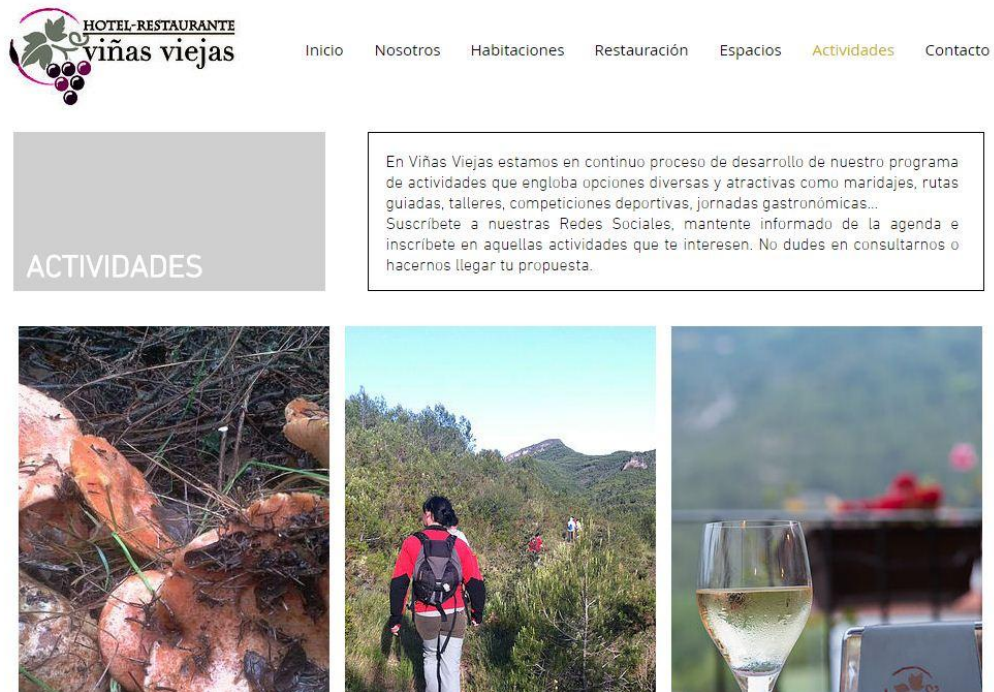 HOTEL-RESTAURANTE
viñas viejas
Inicio Nosotros Habitaciones Restauración Espacios Actividades Contacto
ACTIVIDADES
En Viñas Viejas estamos en continuo proceso de desarrollo de nuestro programa
de actividades que engloba opciones diversas y atractivas como maridajes, rutas
guiadas, talleres, competiciones deportivas, jornadas gastronómicas...
Suscríbete a nuestras Redes Sociales, mantente informado de la agenda e
inscríbete en aquellas actividades que te interesen. No dudes en consultarnos o
hacernos llegar tu propuesta.